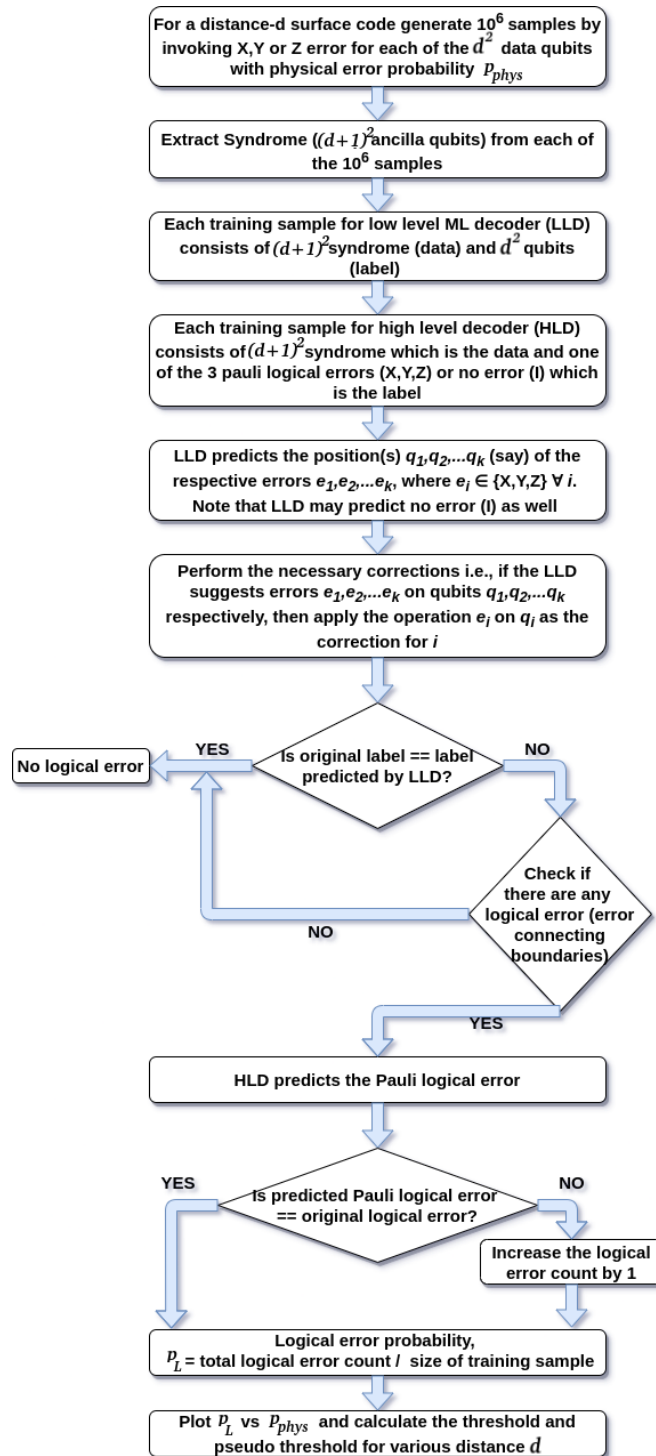 For a distance-d surface code generate 10⁶ samples by
invoking X,Y or Z error for each of the d² data qubits
with physical error probability p_phys
Extract Syndrome ((d+1)² ancilla qubits) from each of
the 10⁶ samples
Each training sample for low level ML decoder (LLD)
consists of (d+1)² syndrome (data) and d² qubits
(label)
Each training sample for high level decoder (HLD)
consists of (d+1)² syndrome which is the data and one
of the 3 pauli logical errors (X,Y,Z) or no error (I) which
is the label
LLD predicts the position(s) q₁,q₂,...qₖ (say) of the
respective errors e₁,e₂,...eₖ, where eᵢ ∈ {X,Y,Z} ∀ i.
Note that LLD may predict no error (I) as well
Perform the necessary corrections i.e., if the LLD
suggests errors e₁,e₂,...eₖ on qubits q₁,q₂,...qₖ
respectively, then apply the operation eᵢ on qᵢ as the
correction for i
Is original label == label
predicted by LLD?
YES
NO
No logical error
Check if
there are any
logical error (error
connecting
boundaries)
NO
YES
HLD predicts the Pauli logical error
Is predicted Pauli logical error
== original logical error?
YES
NO
Increase the logical
error count by 1
Logical error probability,
p_L = total logical error count / size of training sample
Plot p_L vs p_phys and calculate the threshold and
pseudo threshold for various distance d